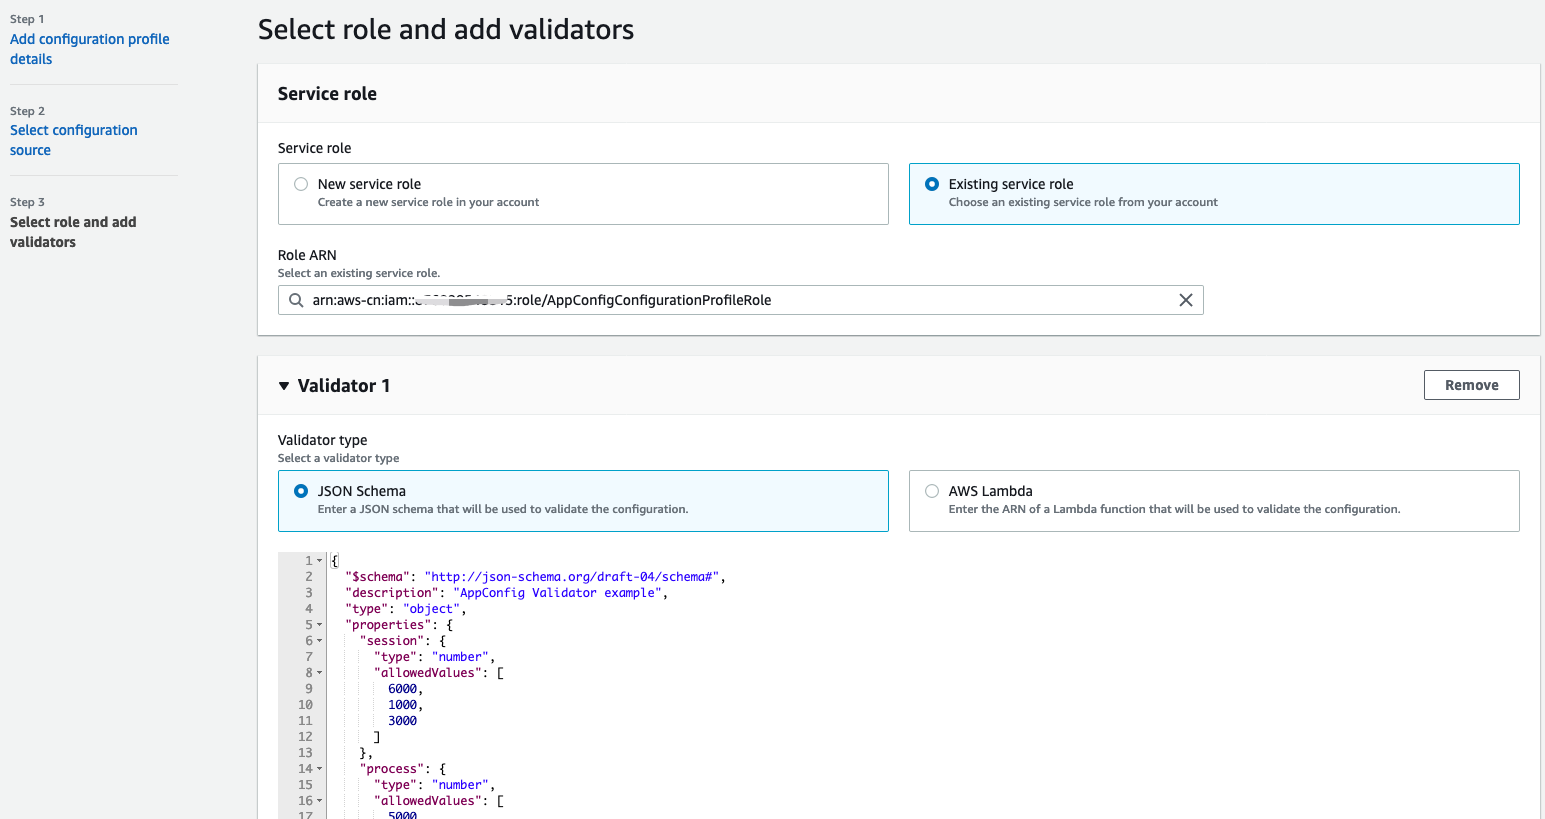 Step 1
Add configuration profile
details
Step 2
Select configuration
source
Step 3
Select role and add
validators
Select role and add validators
Service role
Service role
New service role
Create a new service role in your account
Existing service role
Choose an existing service role from your account
Role ARN
Select an existing service role.
arn:aws-cn:iam:: 5:role/AppConfigConfigurationProfileRole
Validator 1
Remove
Validator type
Select a validator type
JSON Schema
Enter a JSON schema that will be used to validate the configuration.
AWS Lambda
Enter the ARN of a Lambda function that will be used to validate the configuration.
1 {
2 "$schema": "http://json-schema.org/draft-04/schema#",
3 "description": "AppConfig Validator example",
4 "type": "object",
5 "properties": {
6 "session": {
7 "type": "number",
8 "allowedValues": [
9 6000,
10 1000,
11 3000
12 ]
13 },
14 "process": {
15 "type": "number",
16 "allowedValues": [
17 5000